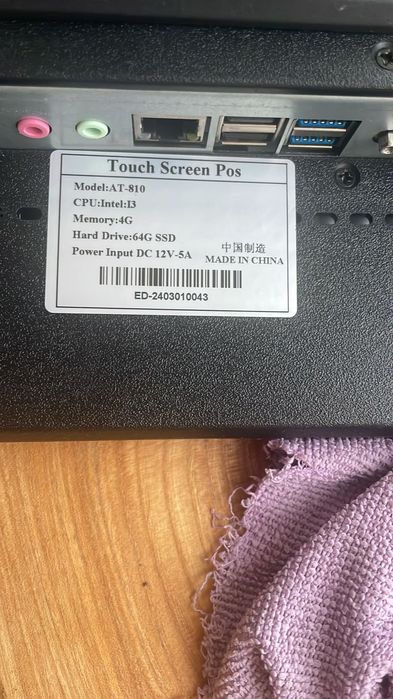 Touch Screen Pos
Model:AT-810
CPU:Intel:I3
Memory:4G
Hard Drive:64G SSD
Power Input DC 12V-5A
中国制造
MADE IN CHINA
ED-2403010043